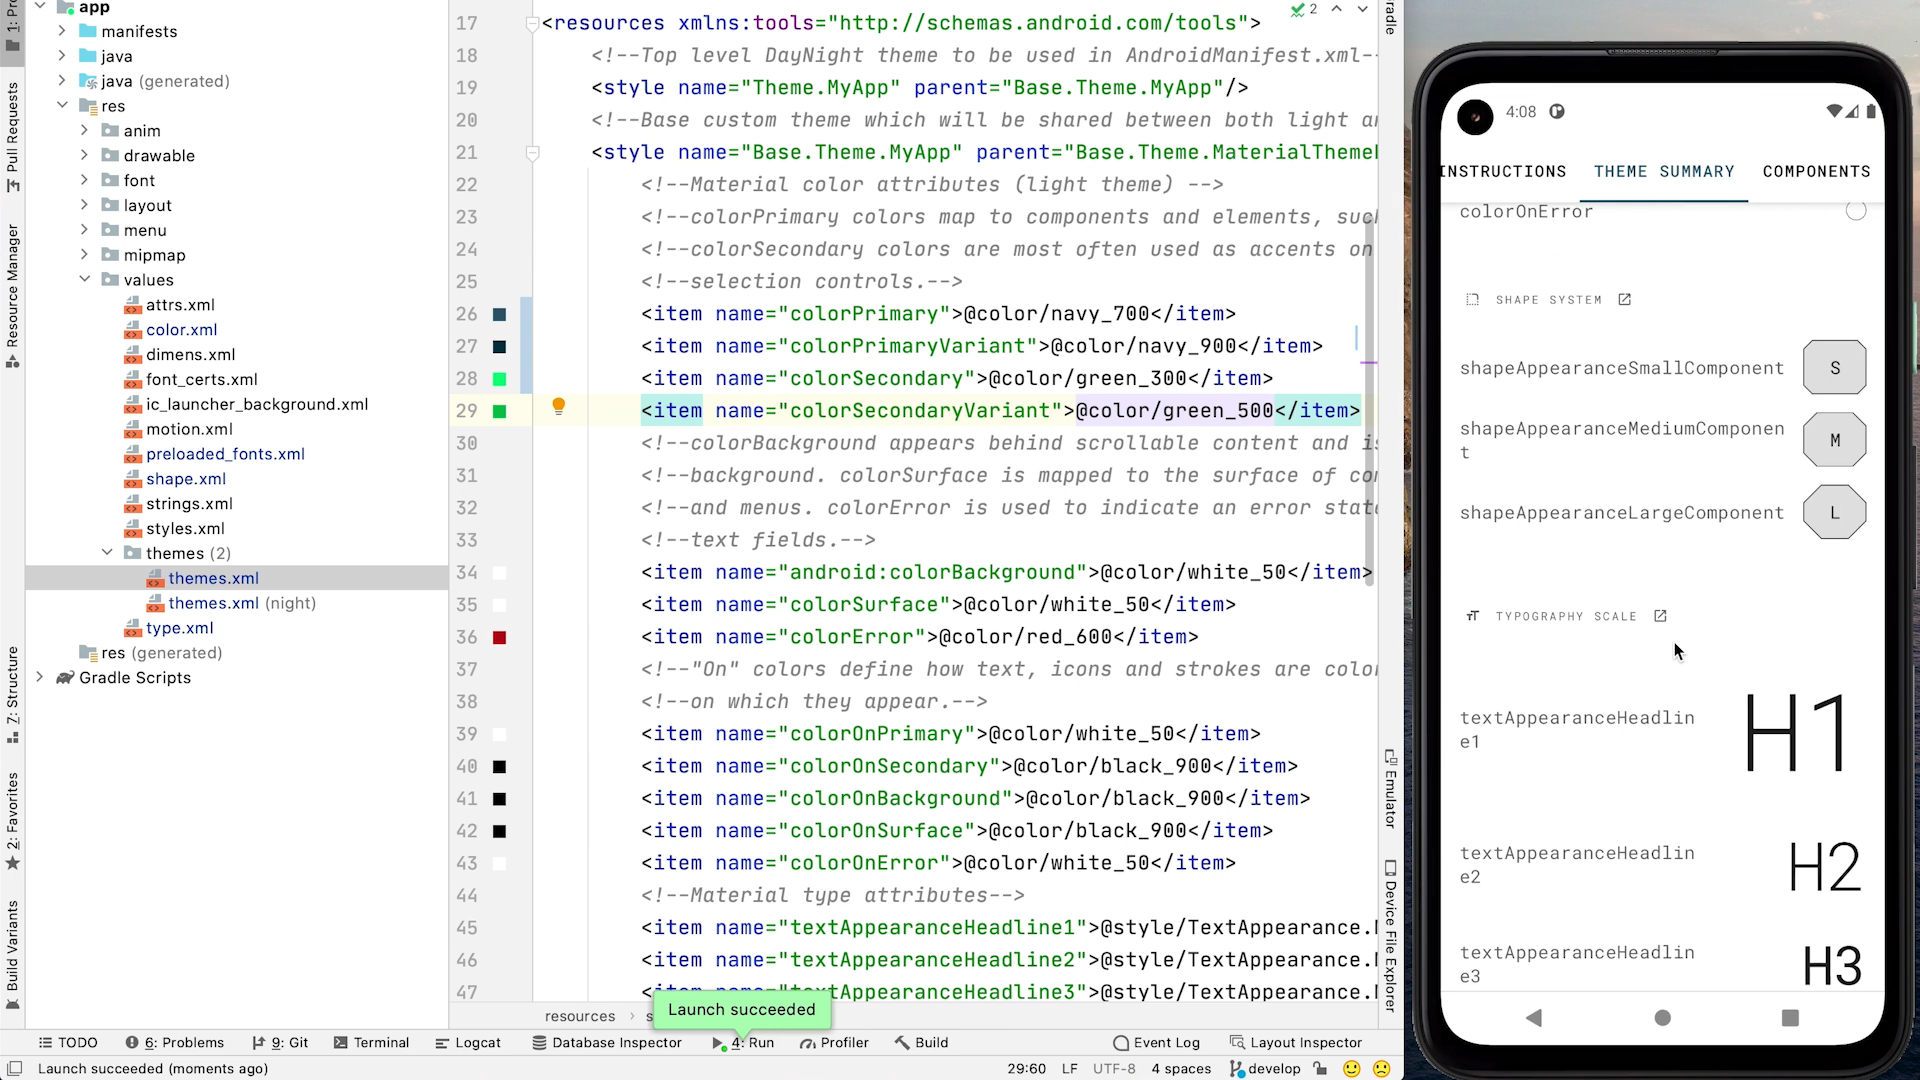 1: Pr
Pull Requests
Resource Manager
7: Structure
2: Favorites
Build Variants
app
manifests
java
java (generated)
res
anim
drawable
font
layout
menu
mipmap
values
attrs.xml
color.xml
dimens.xml
font_certs.xml
ic_launcher_background.xml
motion.xml
preloaded_fonts.xml
shape.xml
strings.xml
styles.xml
themes (2)
themes.xml
themes.xml (night)
type.xml
res (generated)
Gradle Scripts
2
17 <resources xmlns:tools="http://schemas.android.com/tools">
18 <!--Top level DayNight theme to be used in AndroidManifest.xml-
19 <style name="Theme.MyApp" parent="Base.Theme.MyApp"/>
20 <!--Base custom theme which will be shared between both light a
21 <style name="Base.Theme.MyApp" parent="Base.Theme.MaterialTheme
22 <!--Material color attributes (light theme) -->
23 <!--colorPrimary colors map to components and elements, suc
24 <!--colorSecondary colors are most often used as accents on
25 <!--selection controls.-->
26 <item name="colorPrimary">@color/navy_700</item>
27 <item name="colorPrimaryVariant">@color/navy_900</item>
28 <item name="colorSecondary">@color/green_300</item>
29 <item name="colorSecondaryVariant">@color/green_500</item>
30 <!--colorBackground appears behind scrollable content and i
31 <!--background. colorSurface is mapped to the surface of co
32 <!--and menus. colorError is used to indicate an error stat
33 <!--text fields.-->
34 <item name="android:colorBackground">@color/white_50</item>
35 <item name="colorSurface">@color/white_50</item>
36 <item name="colorError">@color/red_600</item>
37 <!--"On" colors define how text, icons and strokes are colo
38 <!--on which they appear.-->
39 <item name="colorOnPrimary">@color/white_50</item>
40 <item name="colorOnSecondary">@color/black_900</item>
41 <item name="colorOnBackground">@color/black_900</item>
42 <item name="colorOnSurface">@color/black_900</item>
43 <item name="colorOnError">@color/white_50</item>
44 <!--Material type attributes-->
45 <item name="textAppearanceHeadline1">@style/TextAppearance.
46 <item name="textAppearanceHeadline2">@style/TextAppearance.
47 <item name="textAppearanceHeadline3">@style/TextAppearance.
resources › s
Launch succeeded
radle
Emulator
Device File Explorer
TODO 6: Problems 9: Git Terminal Logcat Database Inspector 4: Run Profiler Build Event Log Layout Inspector
Launch succeeded (moments ago) 29:60 LF UTF-8 4 spaces develop
4:08
INSTRUCTIONS THEME SUMMARY COMPONENTS
colorOnError
SHAPE SYSTEM
shapeAppearanceSmallComponent S
shapeAppearanceMediumComponen
t
M
shapeAppearanceLargeComponent L
TYPOGRAPHY SCALE
textAppearanceHeadlin
e1
H1
textAppearanceHeadlin
e2
H2
textAppearanceHeadlin
e3
H3